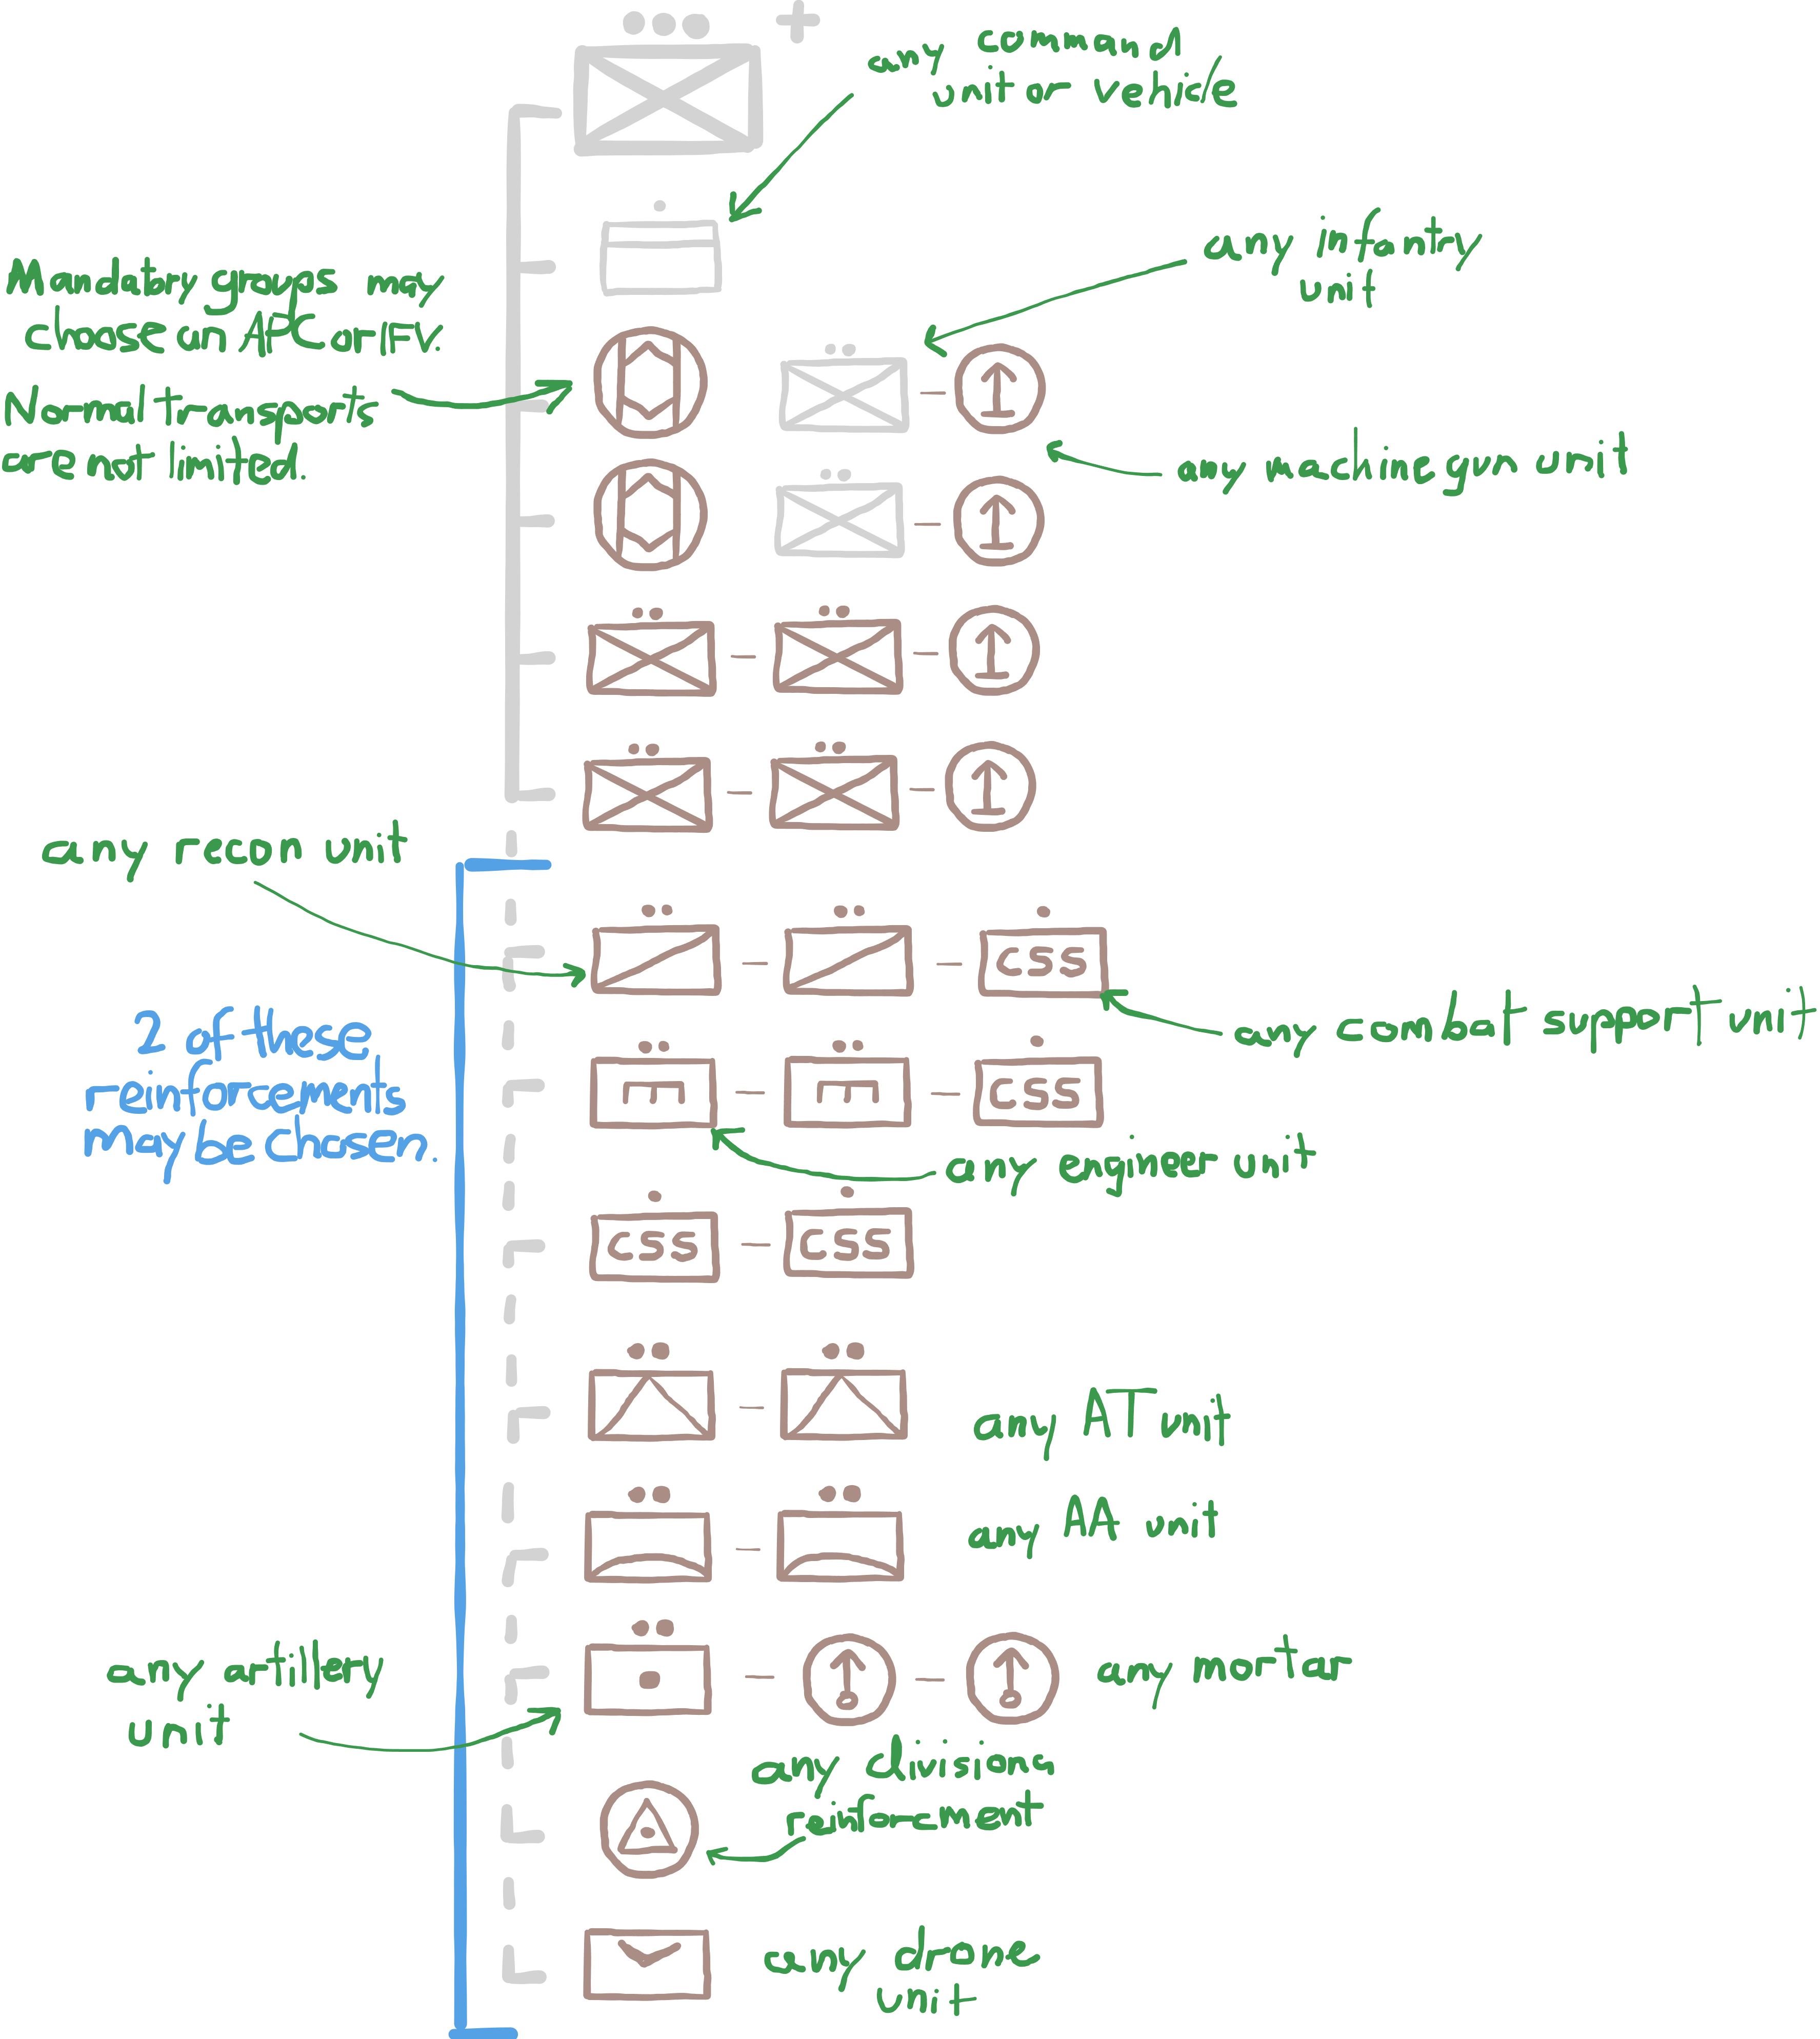 any command
unit or vehicle
any infantry
unit
Mandatory groups may
choose an APC or IFV.
Normal transports
are not limited.
any machine gun unit
any recon unit
CSS
any combat support unit
2 of these
reinforcements
may be chosen.
CSS
any engineer unit
CSS
CSS
any AT unit
any AA unit
any artillery
unit
any mortar
any divisiona
reinforcment
any drone
unit